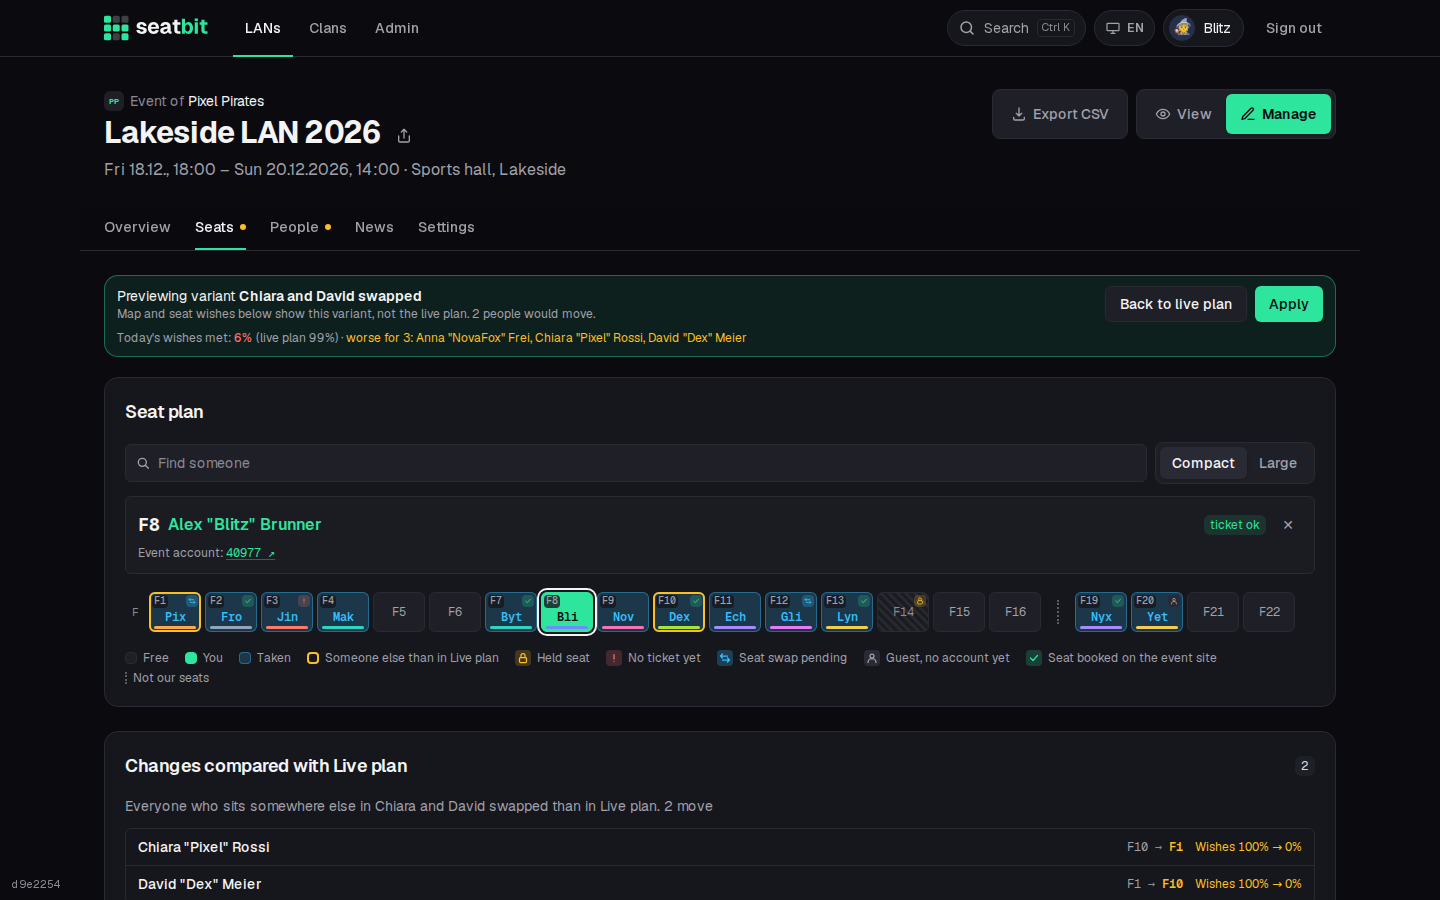 seatbit LANs Clans Admin Search Ctrl K EN Blitz Sign out
PP Event of Pixel Pirates
Lakeside LAN 2026
Export CSV View Manage
Fri 18.12., 18:00 – Sun 20.12.2026, 14:00 · Sports hall, Lakeside
Overview Seats People News Settings
Previewing variant Chiara and David swapped
Map and seat wishes below show this variant, not the live plan. 2 people would move.
Today's wishes met: 6% (live plan 99%) · worse for 3: Anna "NovaFox" Frei, Chiara "Pixel" Rossi, David "Dex" Meier
Back to live plan Apply
Seat plan
Find someone Compact Large
F8 Alex "Blitz" Brunner ticket ok ×
Event account: 40977 ↗
F1 F2 F3 F4 F7 F8 F9 F10 F11 F12 F13 F19 F20
F Pix Fro Jin Mak F5 F6 Byt Bli Nov Dex Ech Gli Lyn F14 F15 F16 Nyx Yet F21 F22
Free You Taken Someone else than in Live plan Held seat ! No ticket yet Seat swap pending Guest, no account yet Seat booked on the event site
Not our seats
Changes compared with Live plan 2
Everyone who sits somewhere else in Chiara and David swapped than in Live plan. 2 move
Chiara "Pixel" Rossi F10 → F1 Wishes 100% → 0%
David "Dex" Meier F1 → F10 Wishes 100% → 0%
d9e2254